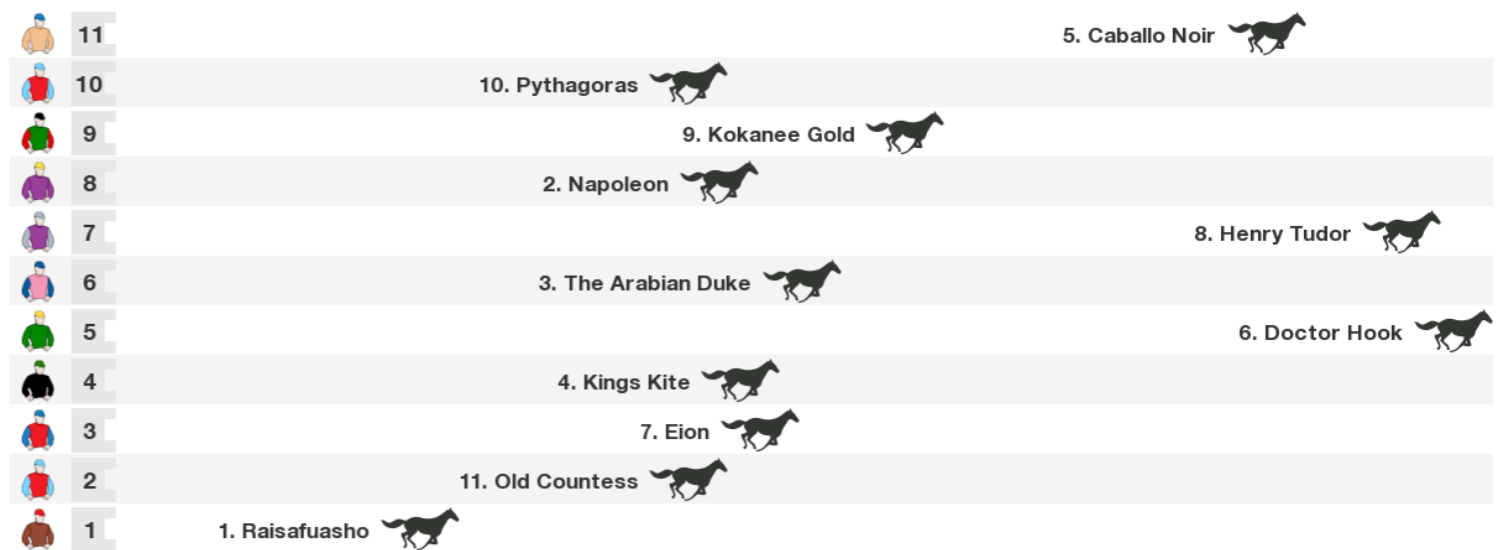 11 5. Caballo Noir
10 10. Pythagoras
9 9. Kokanee Gold
8 2. Napoleon
7 8. Henry Tudor
6 3. The Arabian Duke
5 6. Doctor Hook
4 4. Kings Kite
3 7. Eion
2 11. Old Countess
1 1. Raisafuasho